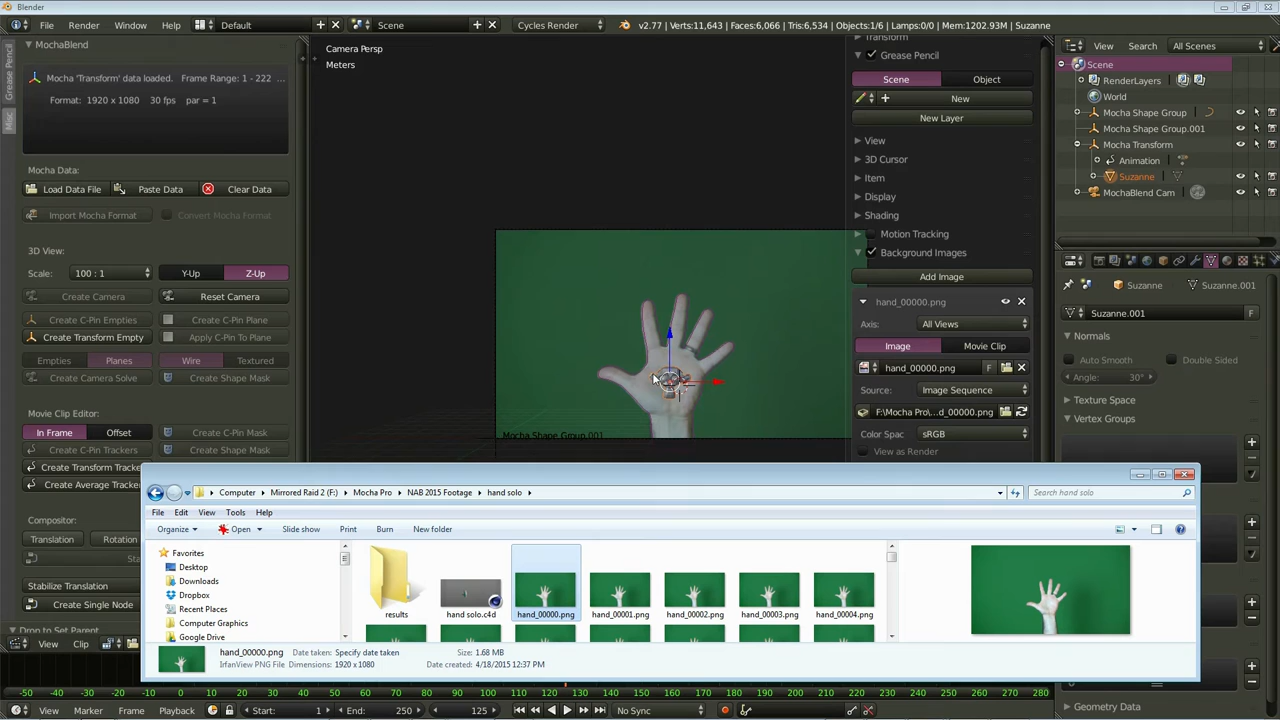 Blender
File Render Window Help Default Scene Cycles Render v2.77 | Verts:11,643 | Faces:6,066 | Tris:6,534 | Objects:1/6 | Lamps:0/0 | Mem:1202.93M | Suzanne
MochaBlend
Mocha 'Transform' data loaded. Frame Range: 1 - 222 ...
Format: 1920 x 1080 30 fps par = 1
Mocha Data:
Load Data File Paste Data Clear Data
Import Mocha Format Convert Mocha Format
3D View:
Scale: 100 : 1 Y-Up Z-Up
Create Camera Reset Camera
Create C-Pin Empties Create C-Pin Plane
Create Transform Empty Apply C-Pin To Plane
Empties Planes Wire Textured
Create Camera Solve Create Shape Mask
Movie Clip Editor:
In Frame Offset Create C-Pin Mask
Create C-Pin Trackers Create Shape Mask
Create Transform Tracke
Create Average Tracke
Compositor:
Translation Rotation
Stabilize Translation
Create Single Node
Drop to Set Parent
View Clip
Grease Pencil
Misc
Camera Persp
Meters
Mocha Shape Group.001
Transform
Grease Pencil
Scene Object
New
New Layer
View
3D Cursor
Item
Display
Shading
Motion Tracking
Background Images
Add Image
hand_00000.png
Axis: All Views
Image Movie Clip
hand_00000.png F
Source: Image Sequence
F:\Mocha Pro\...d_00000.png
Color Spac sRGB
View as Render
View Search All Scenes
Scene
RenderLayers
World
Mocha Shape Group
Mocha Shape Group.001
Mocha Transform
Animation
Suzanne
MochaBlend Cam
Suzanne Suzanne.001
Suzanne.001 F
Normals
Auto Smooth Double Sided
Angle: 30°
Texture Space
Vertex Groups
Geometry Data
Computer Mirrored Raid 2 (F:) Mocha Pro NAB 2015 Footage hand solo Search hand solo
File Edit View Tools Help
Organize Open Slide show Print Burn New folder
Favorites
Desktop
Downloads
Dropbox
Recent Places
Computer Graphics
Google Drive
results hand solo.c4d hand_00000.png hand_00001.png hand_00002.png hand_00003.png hand_00004.png
hand_00000.png Date taken: Specify date taken Size: 1.68 MB
IrfanView PNG File Dimensions: 1920 x 1080 Date created: 4/18/2015 12:37 PM
-50 -40 -30 -20 -10 0 10 20 30 40 50 60 70 80 90 100 110 120 130 140 150 160 170 180 190 200 210 220 230 240 250 260 270 280
View Marker Frame Playback Start: 1 End: 250 125 No Sync